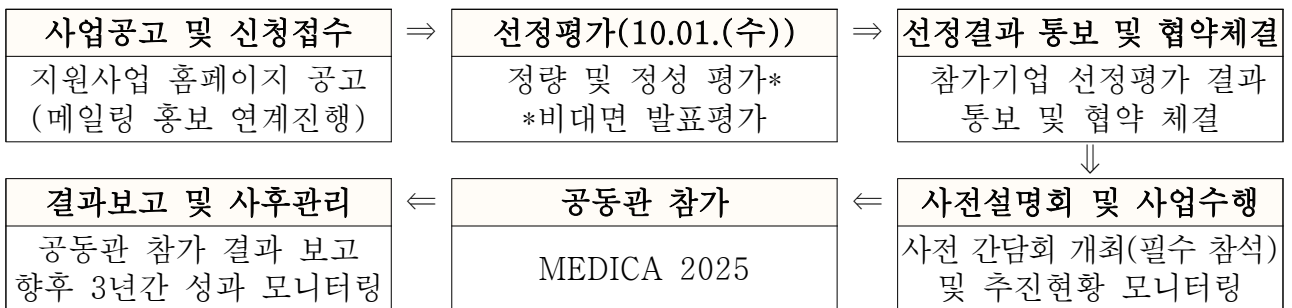 사업공고 및 신청접수
지원사업 홈페이지 공고
(메일링 홍보 연계진행)
⇒
선정평가(10.01.(수))
정량 및 정성 평가*
*비대면 발표평가
⇒
선정결과 통보 및 협약체결
참가기업 선정평가 결과
통보 및 협약 체결
⇓
사전설명회 및 사업수행
사전 간담회 개최(필수 참석)
및 추진현황 모니터링
⇐
공동관 참가
MEDICA 2025
⇐
결과보고 및 사후관리
공동관 참가 결과 보고
향후 3년간 성과 모니터링